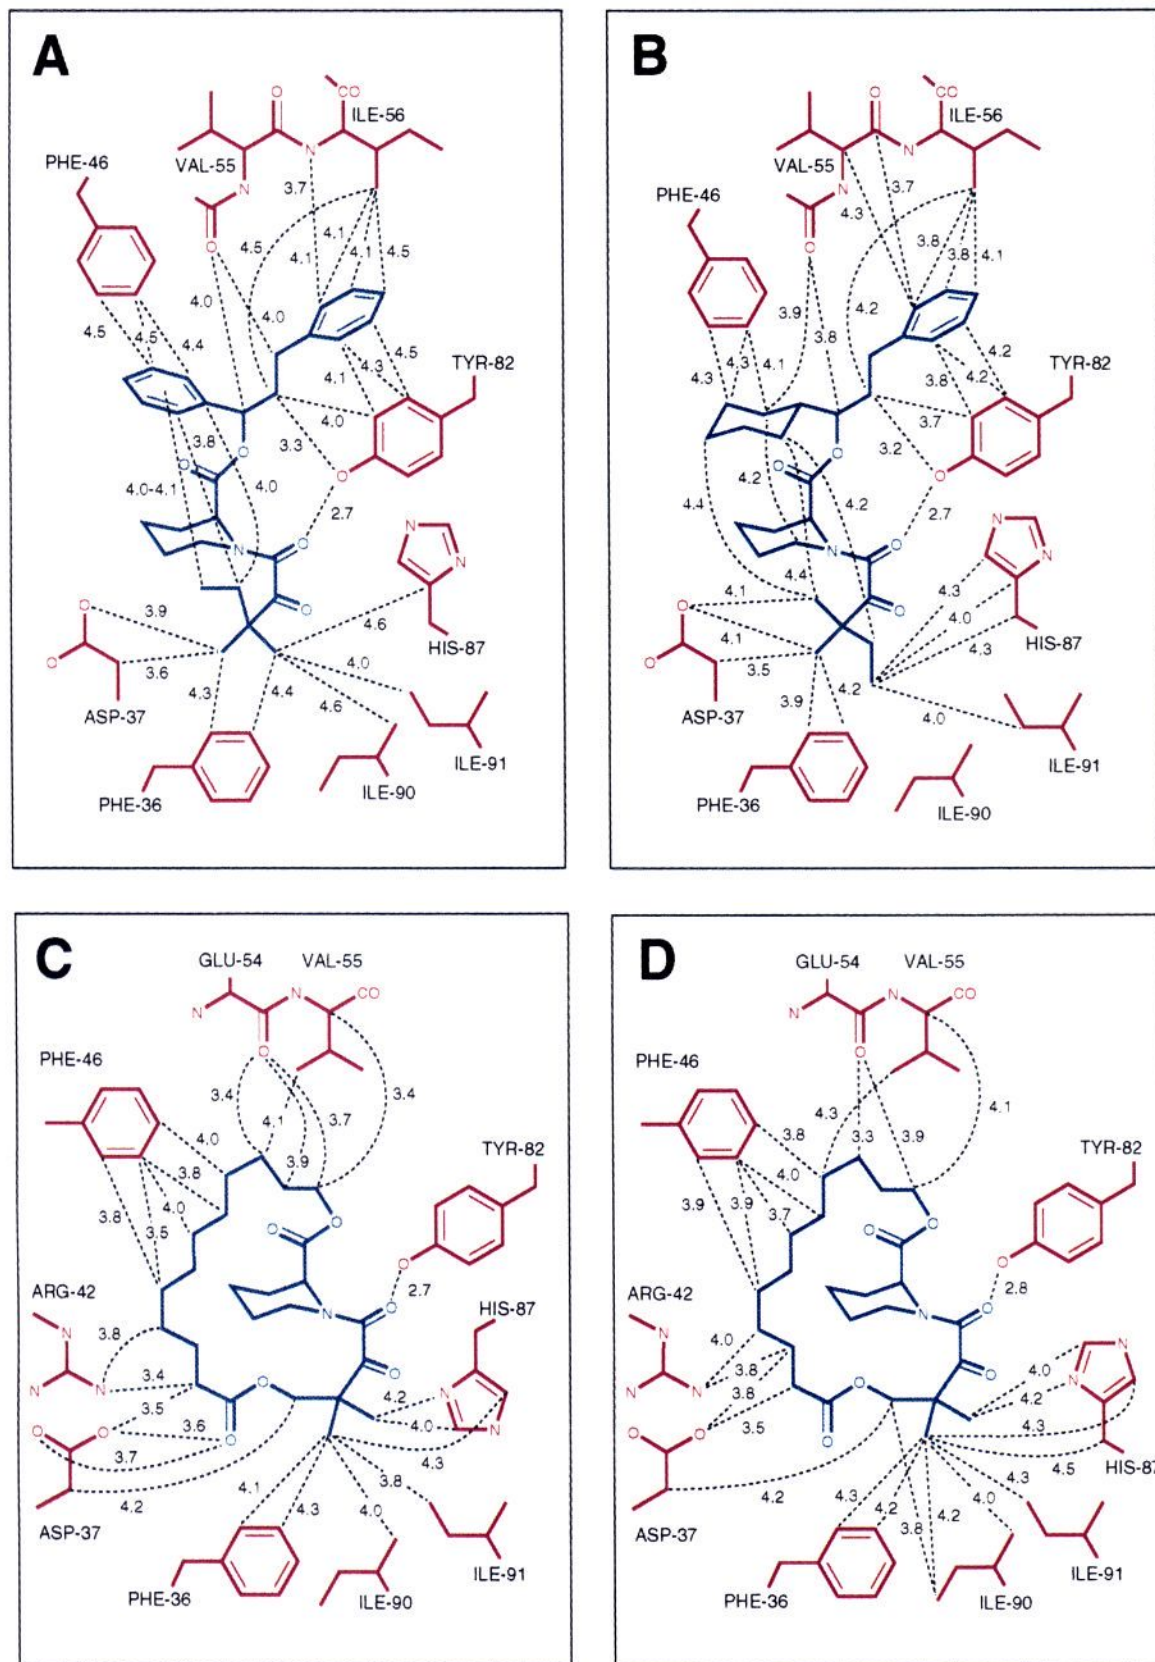 A
CO
O
ILE-56
N
PHE-46
VAL-55
N
3.7
O
4.5
4.1
4.1
4.1
4.5
4.0
4.0
4.5
4.5
4.4
4.5
4.3
TYR-82
4.1
4.0
3.8
O
3.3
O
4.0-4.1
4.0
O
2.7
N
N
O
N
O
3.9
4.6
O
HIS-87
O
3.6
4.0
4.3
4.4
4.6
ASP-37
ILE-91
PHE-36
ILE-90
B
CO
O
ILE-56
N
VAL-55
3.7
PHE-46
N
4.3
O
3.8
3.8
4.1
3.9
4.2
3.8
4.3
4.1
4.2
TYR-82
4.3
4.2
3.8
3.7
O
3.2
O
O
4.2
4.4
4.2
2.7
N
N
O
N
4.3
4.4
4.1
O
4.0
O
4.1
4.3
HIS-87
O
3.5
4.2
3.9
4.0
ASP-37
ILE-91
PHE-36
ILE-90
C
GLU-54
VAL-55
N
CO
N
O
PHE-46
3.4
3.4
4.1
3.7
4.0
TYR-82
3.9
3.8
O
4.0
O
3.8
3.5
O
2.7
ARG-42
O
HIS-87
N
N
3.8
O
N
N
3.4
O
4.2
N
3.5
4.0
N
O
O
3.6
O
3.7
4.3
3.8
4.1
4.2
4.3
4.0
ASP-37
ILE-91
PHE-36
ILE-90
D
GLU-54
VAL-55
N
CO
N
O
PHE-46
4.1
4.3
3.8
3.3
3.9
TYR-82
4.0
3.9
3.9
3.7
O
O
O
2.8
ARG-42
O
N
N
4.0
4.0
N
N
N
3.8
O
O
N
3.8
4.2
3.5
O
O
O
4.3
4.5
HIS-87
4.2
4.3
4.3
4.2
4.2
4.0
3.8
ASP-37
ILE-91
PHE-36
ILE-90